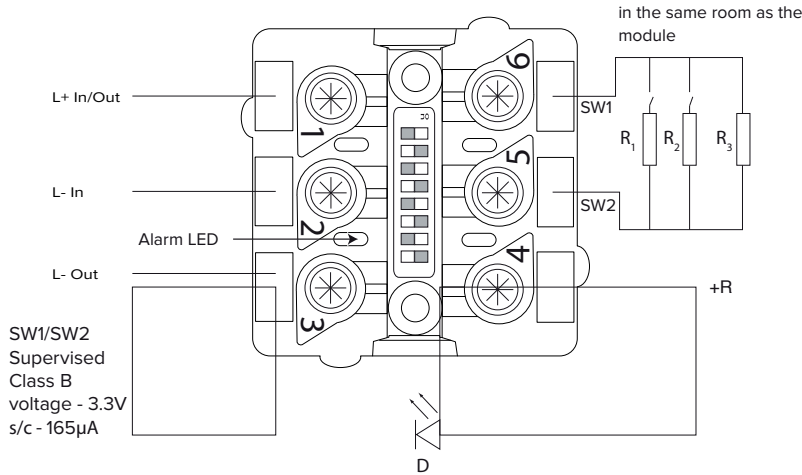 in the same room as the
module
L+ In/Out
L- In
Alarm LED
L- Out
SW1/SW2
Supervised
Class B
voltage - 3.3V
s/c - 165µA
1
2
3
6
5
4
SW1
SW2
R1
R2
R3
+R
D